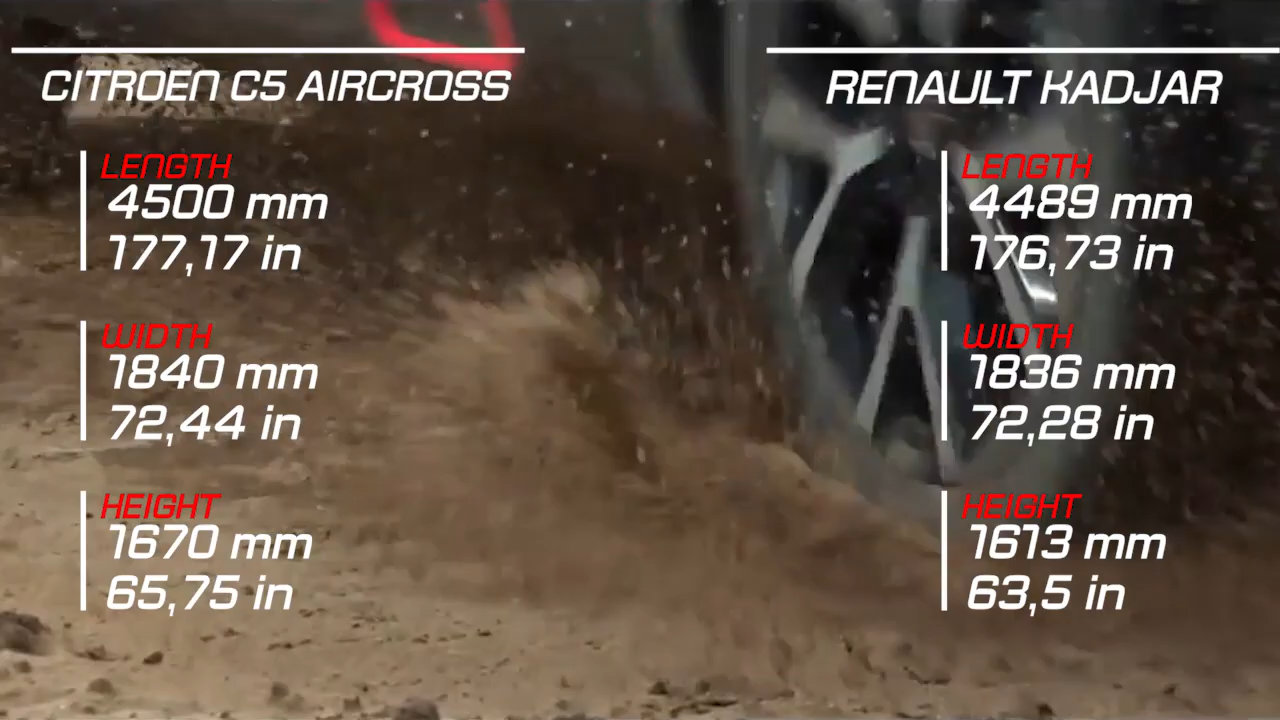 CITROEN C5 AIRCROSS
LENGTH
4500 mm
177,17 in
WIDTH
1840 mm
72,44 in
HEIGHT
1670 mm
65,75 in
RENAULT KADJAR
LENGTH
4489 mm
176,73 in
WIDTH
1836 mm
72,28 in
HEIGHT
1613 mm
63,5 in